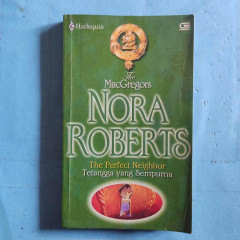 Harlequin
The
MacGregors
NORA
ROBERTS
The Perfect Neighbor
Tetangga yang Sempurna